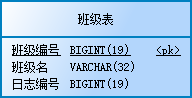 班级表
班级编号 BIGINT(19) <pk>
班级名 VARCHAR(32)
日志编号 BIGINT(19)